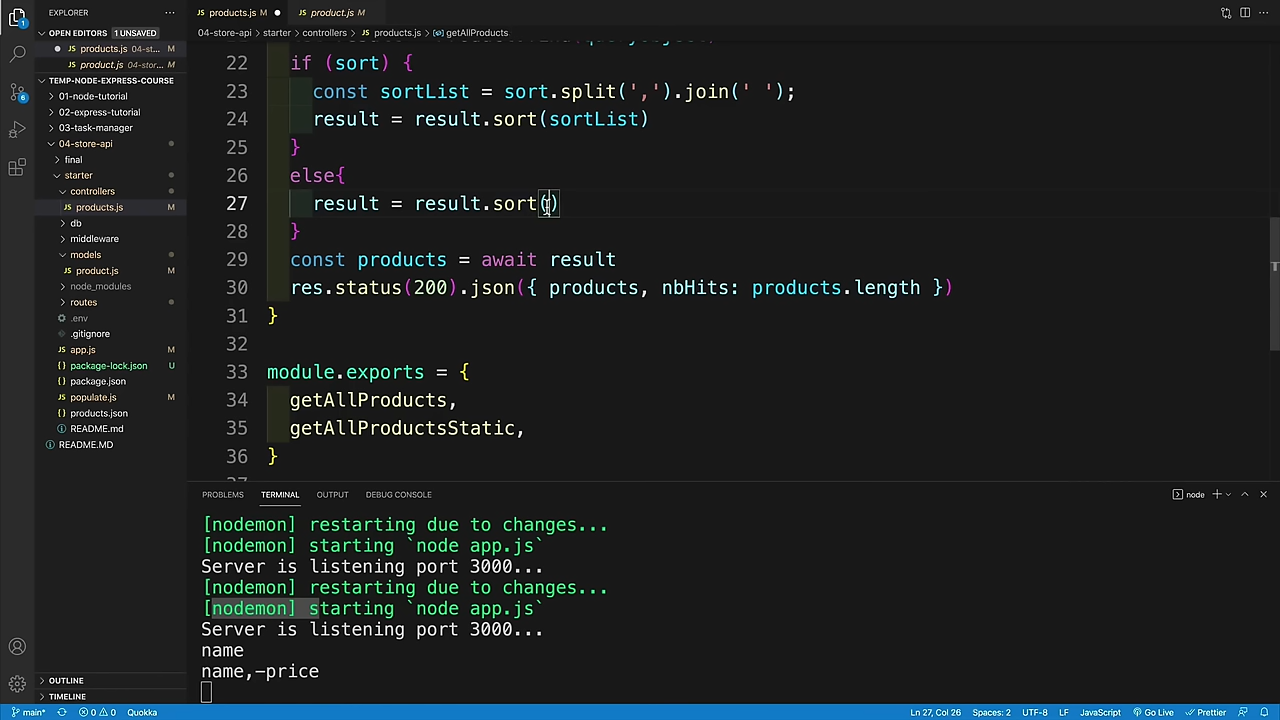 EXPLORER
products.js M
product.js M
OPEN EDITORS 1 UNSAVED
products.js 04-st... M
product.js 04-stor... M
04-store-api > starter > controllers > products.js > getAllProducts
TEMP-NODE-EXPRESS-COURSE
01-node-tutorial
02-express-tutorial
03-task-manager
04-store-api
final
starter
controllers
products.js M
db
middleware
models
product.js M
node_modules
routes
.env
.gitignore
app.js M
package-lock.json U
package.json
populate.js M
products.json
README.md
README.MD
OUTLINE
TIMELINE
22 if (sort) {
23 const sortList = sort.split(',').join(' ');
24 result = result.sort(sortList)
25 }
26 else{
27 result = result.sort()
28 }
29 const products = await result
30 res.status(200).json({ products, nbHits: products.length })
31 }
32
33 module.exports = {
34 getAllProducts,
35 getAllProductsStatic,
36 }
PROBLEMS TERMINAL OUTPUT DEBUG CONSOLE
node
[nodemon] restarting due to changes...
[nodemon] starting `node app.js`
Server is listening port 3000...
[nodemon] restarting due to changes...
[nodemon] starting `node app.js`
Server is listening port 3000...
name
name,-price
main* 0 0 Quokka
Ln 27, Col 26 Spaces: 2 UTF-8 LF JavaScript Go Live Prettier